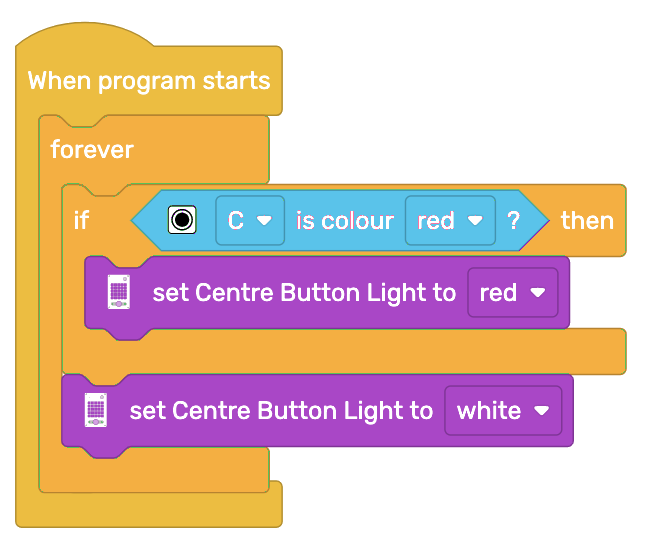 When program starts
forever
if C is colour red ? then
set Centre Button Light to red
set Centre Button Light to white